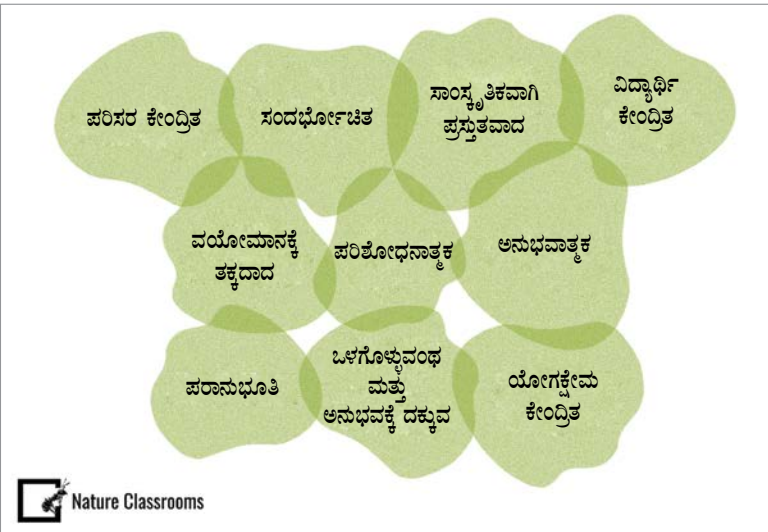 ಪರಿಸರ ಕೇಂದ್ರಿತ
ಸಂದರ್ಭೋಚಿತ
ಸಾಂಸ್ಕೃತಿಕವಾಗಿ
ಪ್ರಸ್ತುತವಾದ
ವಿದ್ಯಾರ್ಥಿ
ಕೇಂದ್ರಿತ
ವಯೋಮಾನಕ್ಕೆ
ತಕ್ಕದಾದ
ಪರಿಶೋಧನಾತ್ಮಕ
ಅನುಭವಾತ್ಮಕ
ಪರಾನುಭೂತಿ
ಒಳಗೊಳ್ಳುವಂಥ
ಮತ್ತು
ಅನುಭವಕ್ಕೆ ದಕ್ಕುವ
ಯೋಗಕ್ಷೇಮ
ಕೇಂದ್ರಿತ
Nature Classrooms